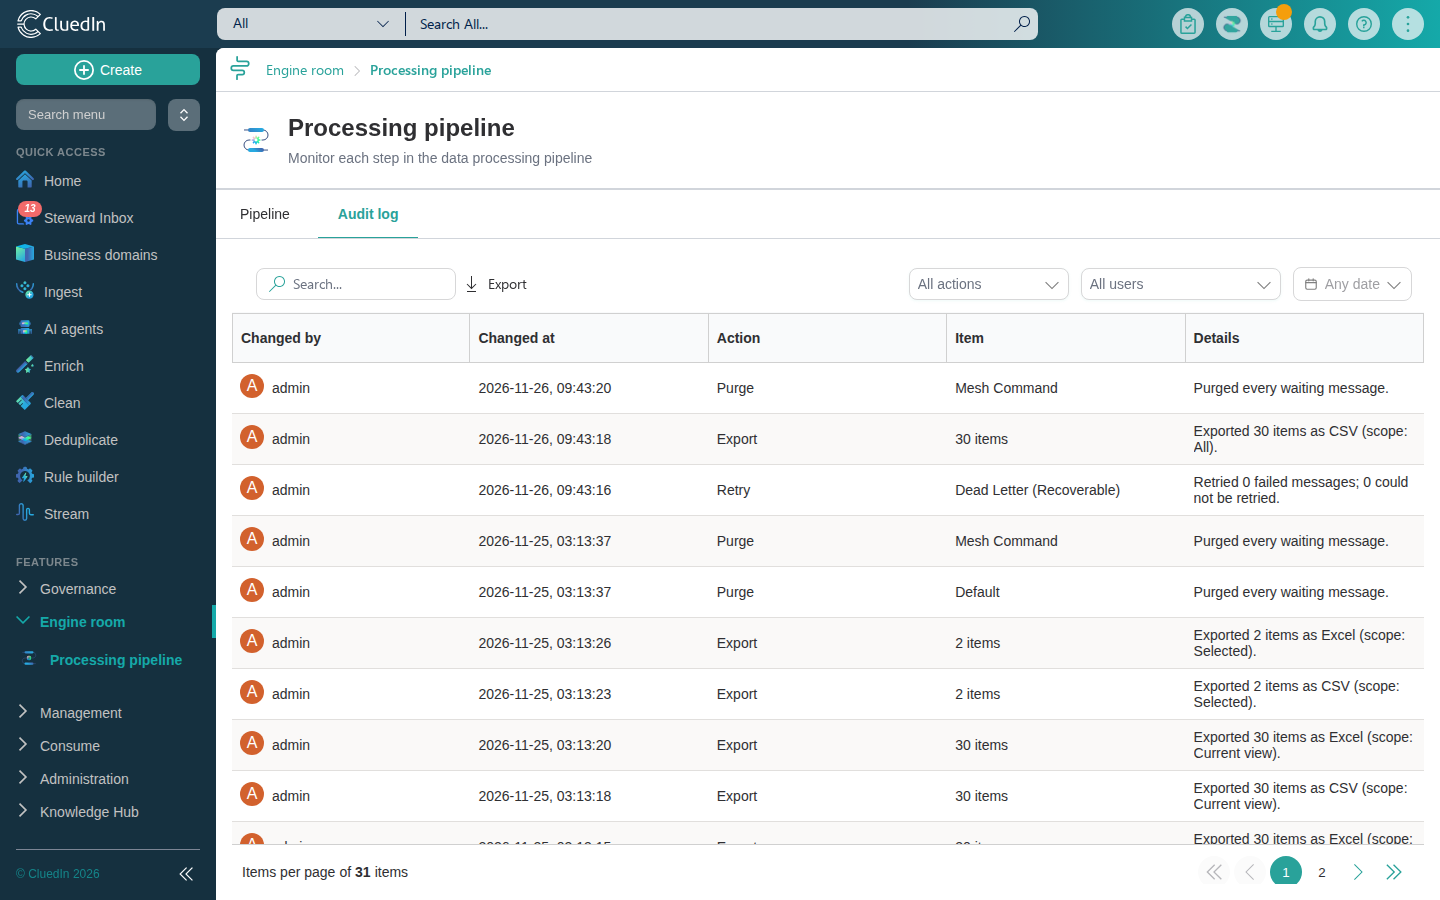 CluedIn
All
Search All...
Create
Search menu
QUICK ACCESS
Home
13
Steward Inbox
Business domains
Ingest
AI agents
Enrich
Clean
Deduplicate
Rule builder
Stream
FEATURES
Governance
Engine room
Processing pipeline
Management
Consume
Administration
Knowledge Hub
© CluedIn 2026
Engine room
Processing pipeline
Processing pipeline
Monitor each step in the data processing pipeline
Pipeline
Audit log
Search...
Export
All actions
All users
Any date
Changed by Changed at Action Item Details
A admin 2026-11-26, 09:43:20 Purge Mesh Command Purged every waiting message.
A admin 2026-11-26, 09:43:18 Export 30 items Exported 30 items as CSV (scope:
All).
A admin 2026-11-26, 09:43:16 Retry Dead Letter (Recoverable) Retried 0 failed messages; 0 could
not be retried.
A admin 2026-11-25, 03:13:37 Purge Mesh Command Purged every waiting message.
A admin 2026-11-25, 03:13:37 Purge Default Purged every waiting message.
A admin 2026-11-25, 03:13:26 Export 2 items Exported 2 items as Excel (scope:
Selected).
A admin 2026-11-25, 03:13:23 Export 2 items Exported 2 items as CSV (scope:
Selected).
A admin 2026-11-25, 03:13:20 Export 30 items Exported 30 items as Excel (scope:
Current view).
A admin 2026-11-25, 03:13:18 Export 30 items Exported 30 items as CSV (scope:
Current view).
Exported 30 items as Excel (scope:
Items per page of 31 items
1
2